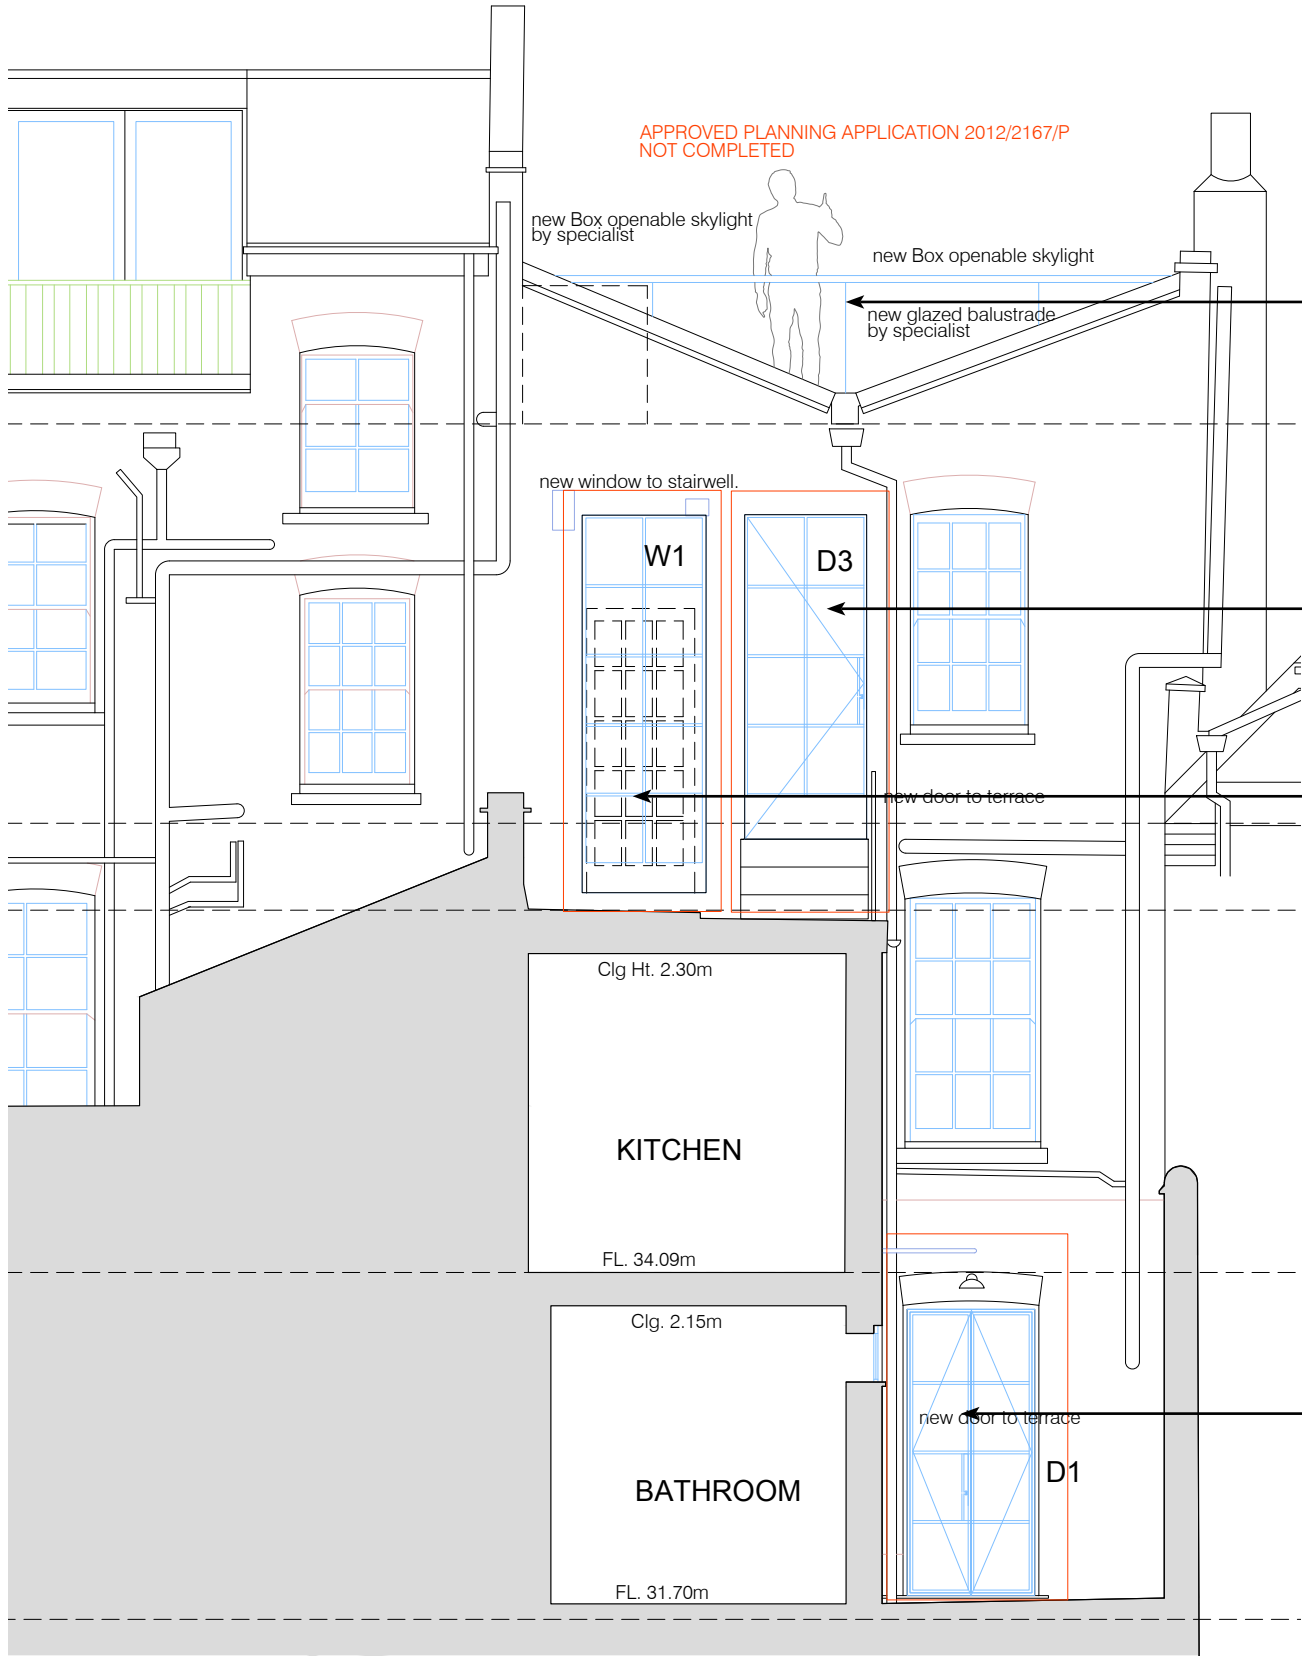 APPROVED PLANNING APPLICATION 2012/2167/P
NOT COMPLETED
new Box openable skylight
by specialist
new Box openable skylight
new glazed balustrade
by specialist
new window to stairwell.
W1
D3
new door to terrace
Clg Ht. 2.30m
KITCHEN
FL. 34.09m
Clg. 2.15m
new door to terrace
D1
BATHROOM
FL. 31.70m